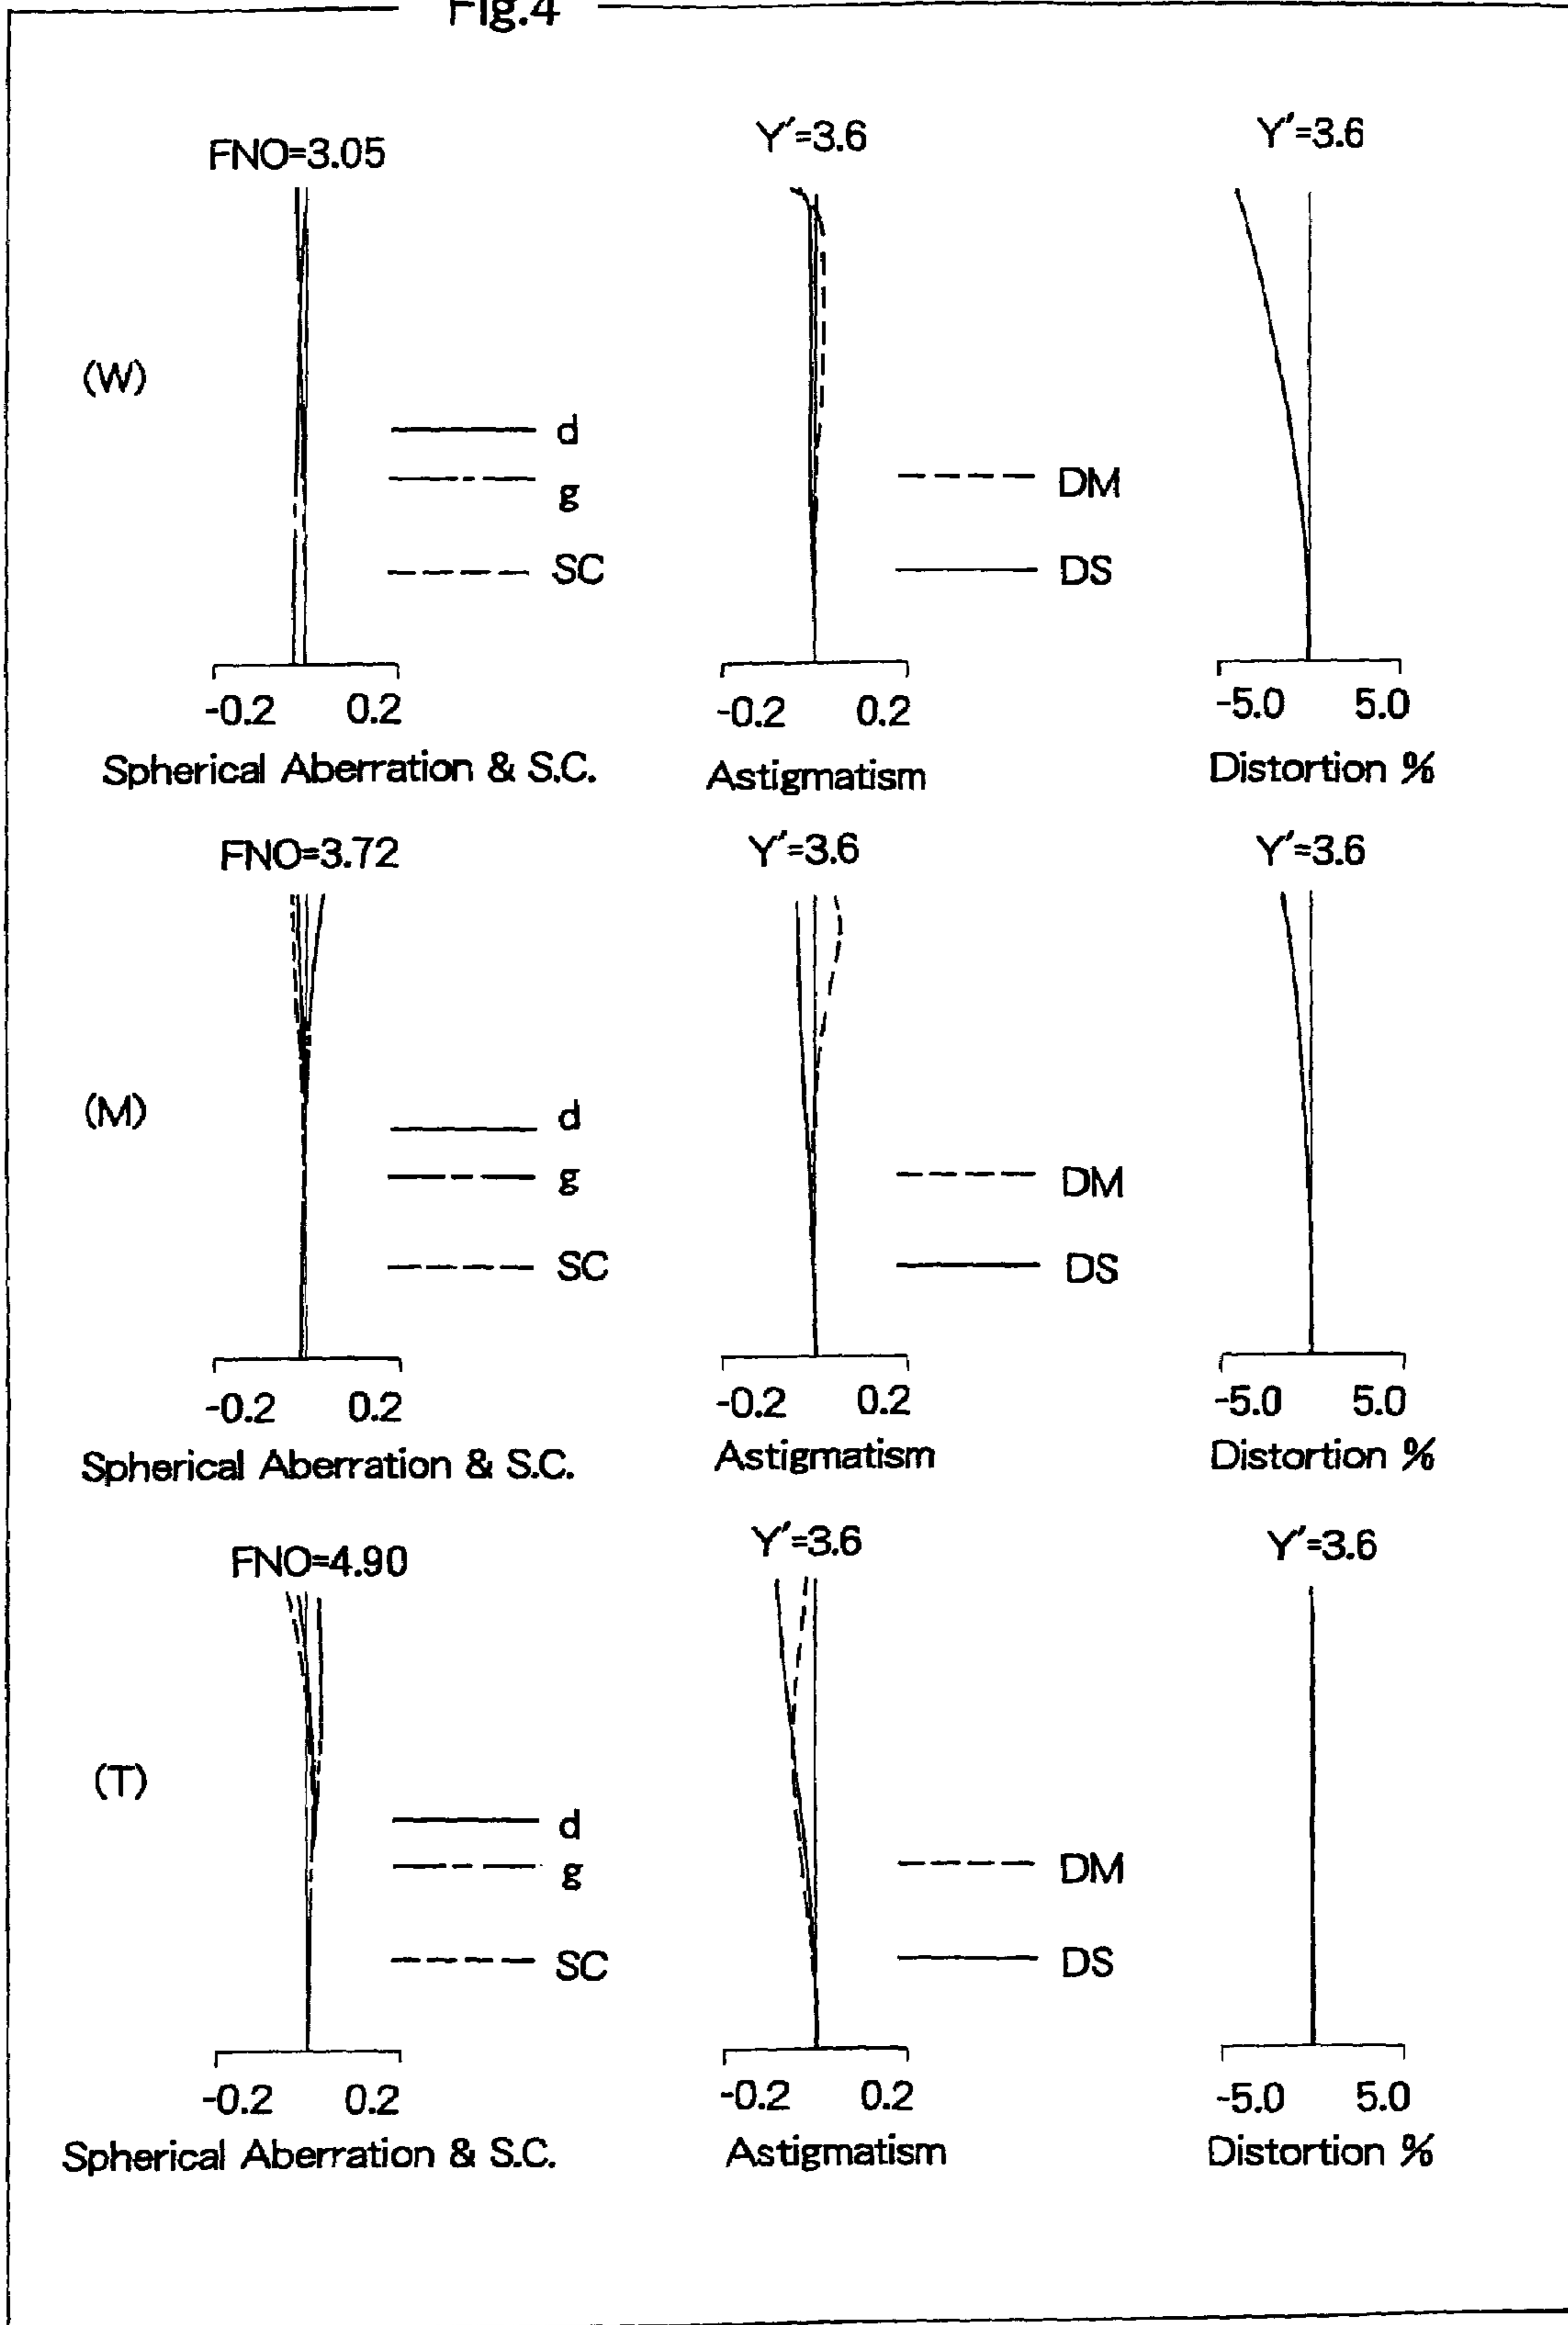 Fig.4
FNO=3.05
Y′=3.6
Y′=3.6
(W)
d
g
SC
DM
DS
-0.2 0.2
-0.2 0.2
-5.0 5.0
Spherical Aberration & S.C.
Astigmatism
Distortion %
FNO=3.72
Y′=3.6
Y′=3.6
(M)
d
g
SC
DM
DS
-0.2 0.2
-0.2 0.2
-5.0 5.0
Spherical Aberration & S.C.
Astigmatism
Distortion %
FNO=4.90
Y′=3.6
Y′=3.6
(T)
d
g
SC
DM
DS
-0.2 0.2
-0.2 0.2
-5.0 5.0
Spherical Aberration & S.C.
Astigmatism
Distortion %